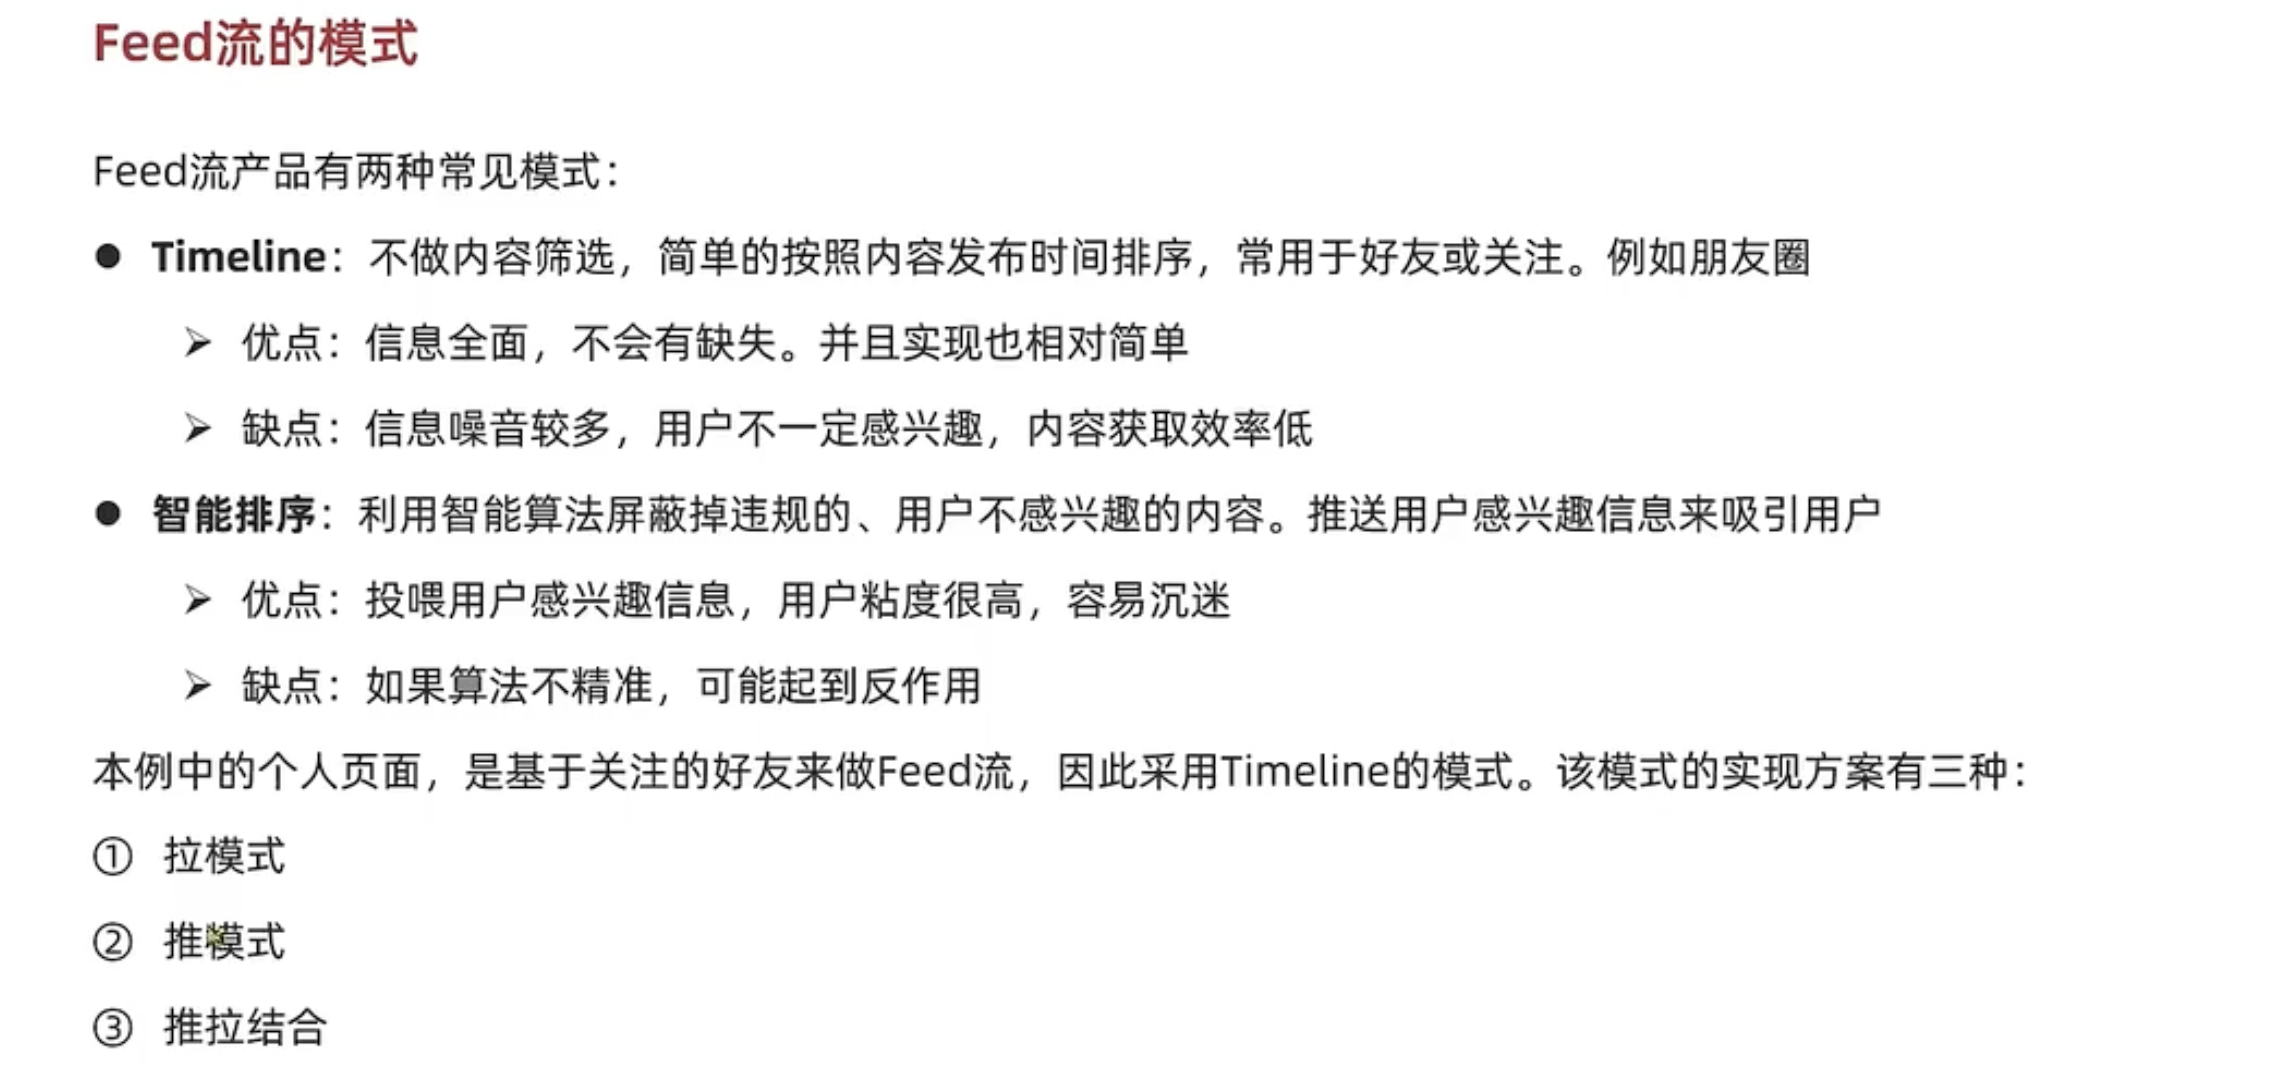 Feed流的模式
Feed流产品有两种常见模式：
● Timeline：不做内容筛选，简单的按照内容发布时间排序，常用于好友或关注。例如朋友圈
➢ 优点：信息全面，不会有缺失。并且实现也相对简单
➢ 缺点：信息噪音较多，用户不一定感兴趣，内容获取效率低
● 智能排序：利用智能算法屏蔽掉违规的、用户不感兴趣的内容。推送用户感兴趣信息来吸引用户
➢ 优点：投喂用户感兴趣信息，用户粘度很高，容易沉迷
➢ 缺点：如果算法不精准，可能起到反作用
本例中的个人页面，是基于关注的好友来做Feed流，因此采用Timeline的模式。该模式的实现方案有三种：
① 拉模式
② 推模式
③ 推拉结合